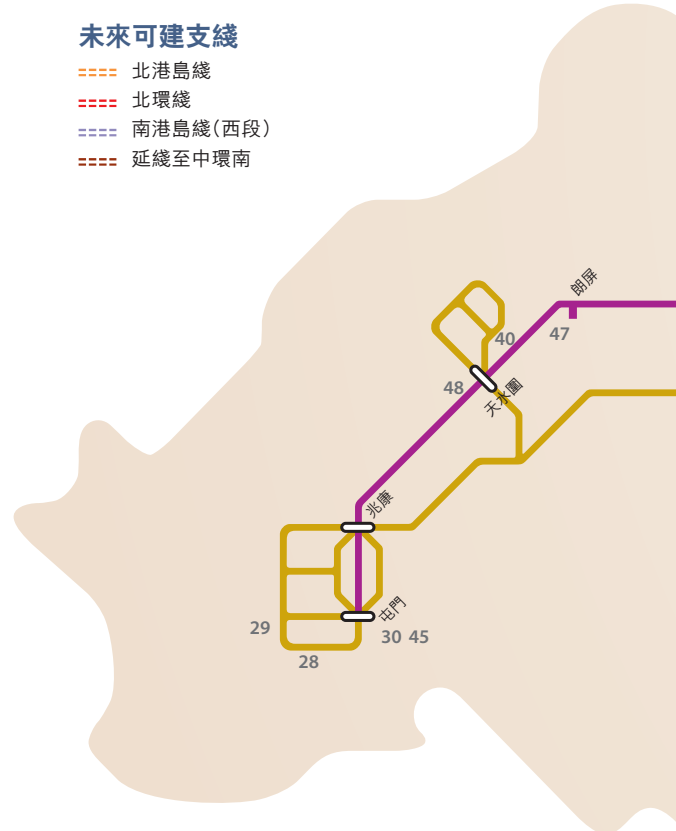 未來可建支綫
北港島綫
北環綫
南港島綫(西段)
延綫至中環南
朗屏
40
47
48
天水圍
兆康
屯門
29
30 45
28